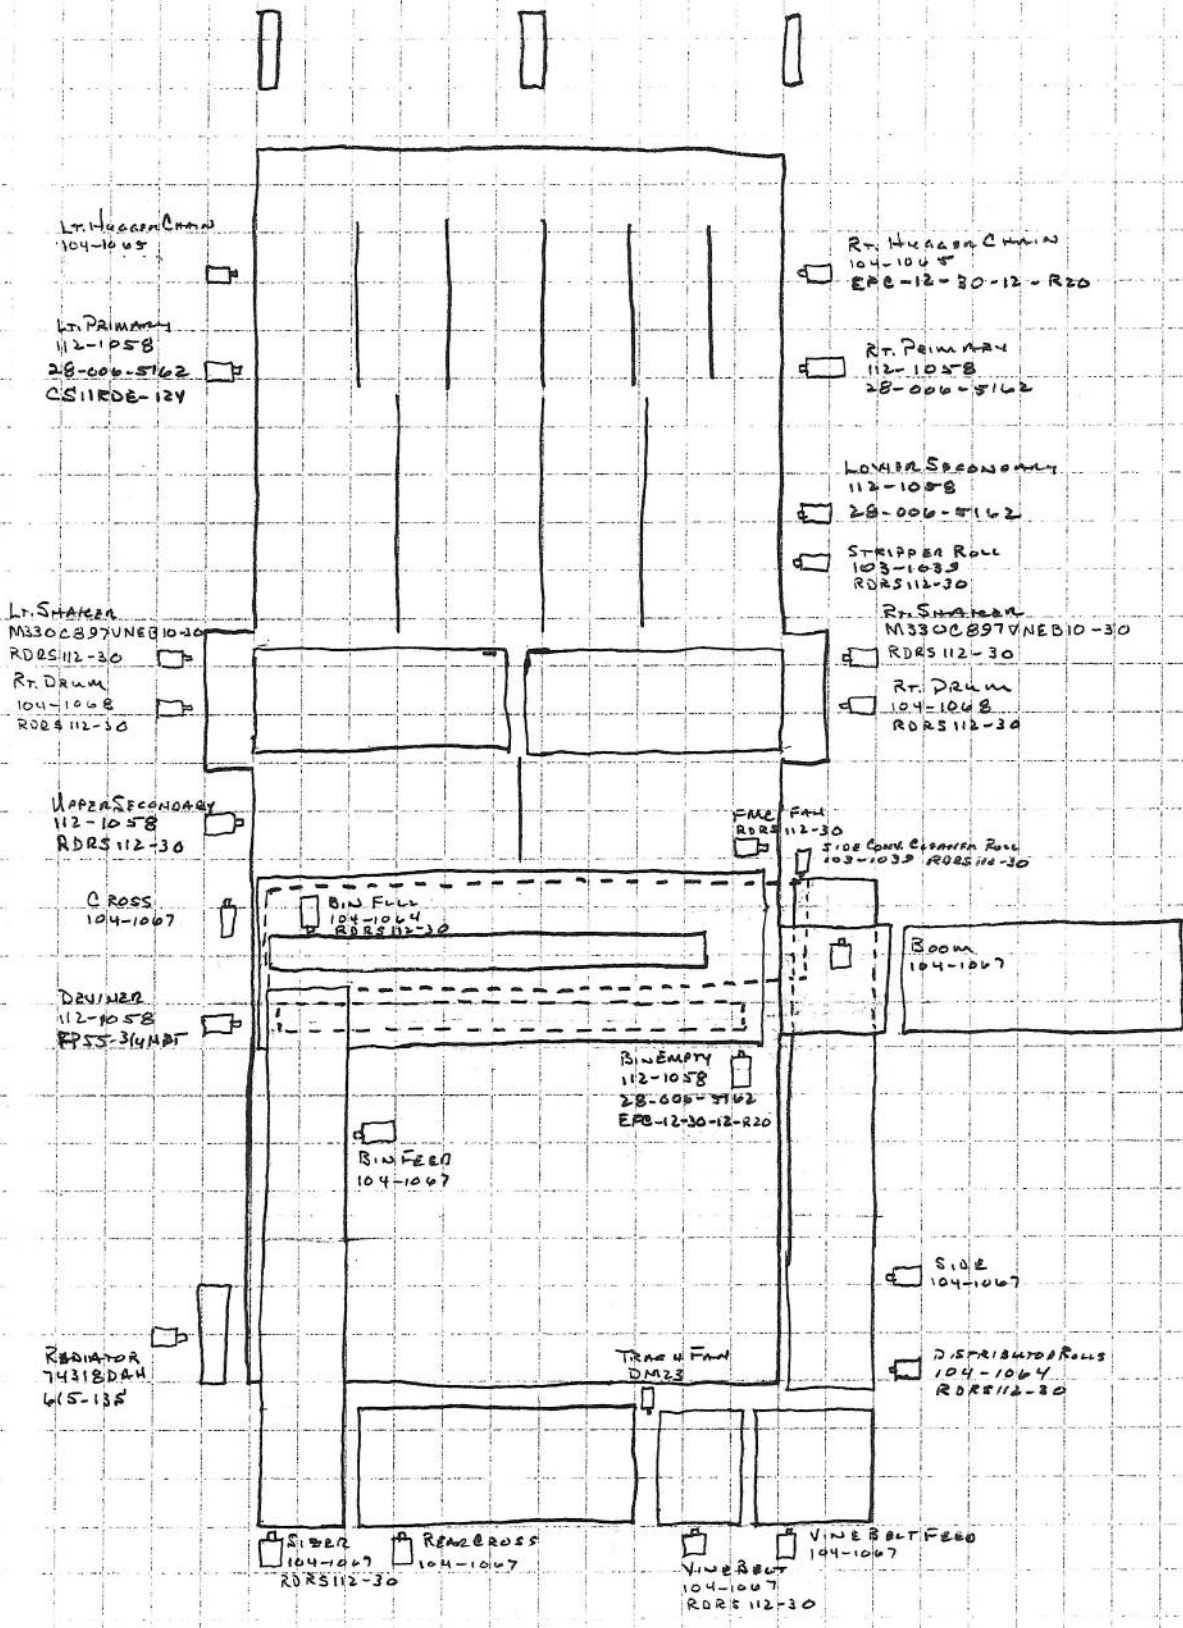 LT. HUGGER CHAIN
104-1065
RT. HUGGER CHAIN
104-1065
EPC-12-30-12-R20
LT. PRIMARY
112-1058
28-006-5162
CS11RDE-12V
RT. PRIMARY
112-1058
28-006-5162
LOWER SECONDARY
112-1058
28-006-5162
STRIPPER ROLL
103-1039
RDRS112-30
LT. SHAKER
M330C897VNEB10-30
RDRS112-30
RT. DRUM
104-1068
RDRS112-30
RT. SHAKER
M330C897VNEB10-30
RDRS112-30
RT. DRUM
104-1068
RDRS112-30
UPPER SECONDARY
112-1058
RDRS112-30
FMC FAN
RDRS112-30
SIDE CONV. CLEANER ROLL
103-1039 RDRS112-30
CROSS
104-1067
BIN FULL
104-1064
RDRS112-30
BOOM
104-1067
DEVINER
112-1058
FP55-3/4NPT
BIN EMPTY
112-1058
28-006-5162
EFC-12-30-12-R20
BIN FEED
104-1067
SIDE
104-1067
RADIATOR
74318DAH
615-135
TRASH FAN
DM23
DISTRIBUTOR ROLLS
104-1064
RDRS112-30
SIZER
104-1067
RDRS112-30
REAR CROSS
104-1067
VINE BELT
104-1067
RDRS112-30
VINE BELT FEED
104-1067